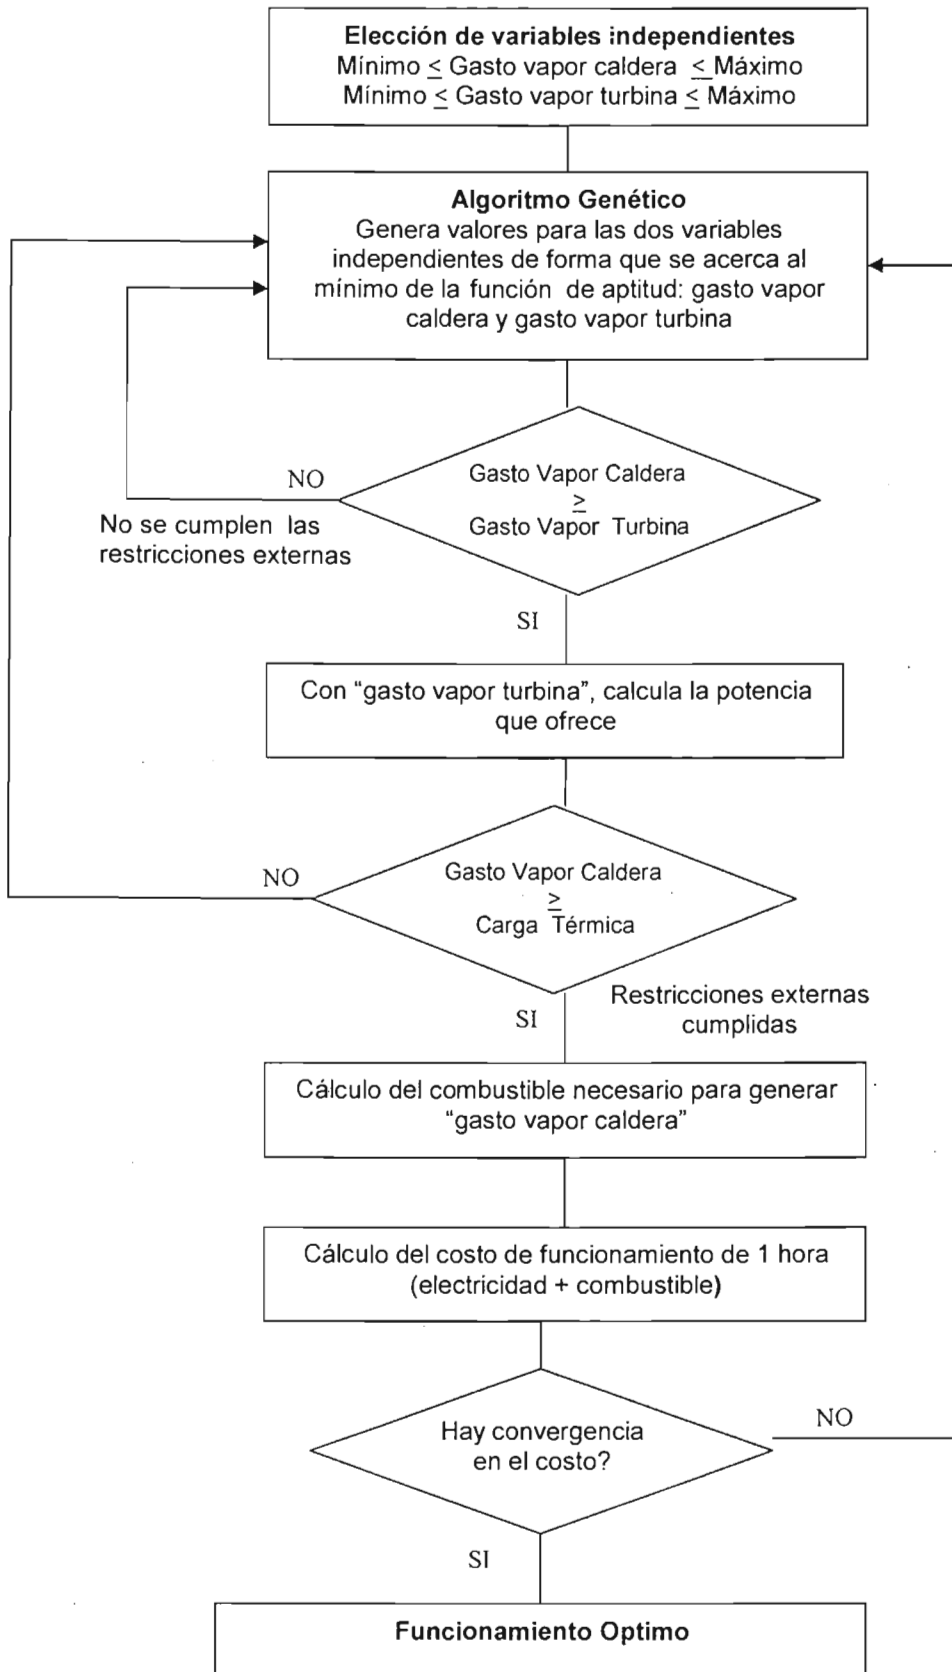 Elección de variables independientes
Mínimo ≤ Gasto vapor caldera ≤ Máximo
Mínimo ≤ Gasto vapor turbina ≤ Máximo
Algoritmo Genético
Genera valores para las dos variables
independientes de forma que se acerca al
mínimo de la función de aptitud: gasto vapor
caldera y gasto vapor turbina
NO
Gasto Vapor Caldera
≥
Gasto Vapor Turbina
No se cumplen las
restricciones externas
SI
Con “gasto vapor turbina”, calcula la potencia
que ofrece
NO
Gasto Vapor Caldera
≥
Carga Térmica
SI
Restricciones externas
cumplidas
Cálculo del combustible necesario para generar
“gasto vapor caldera”
Cálculo del costo de funcionamiento de 1 hora
(electricidad + combustible)
Hay convergencia
en el costo?
NO
SI
Funcionamiento Optimo